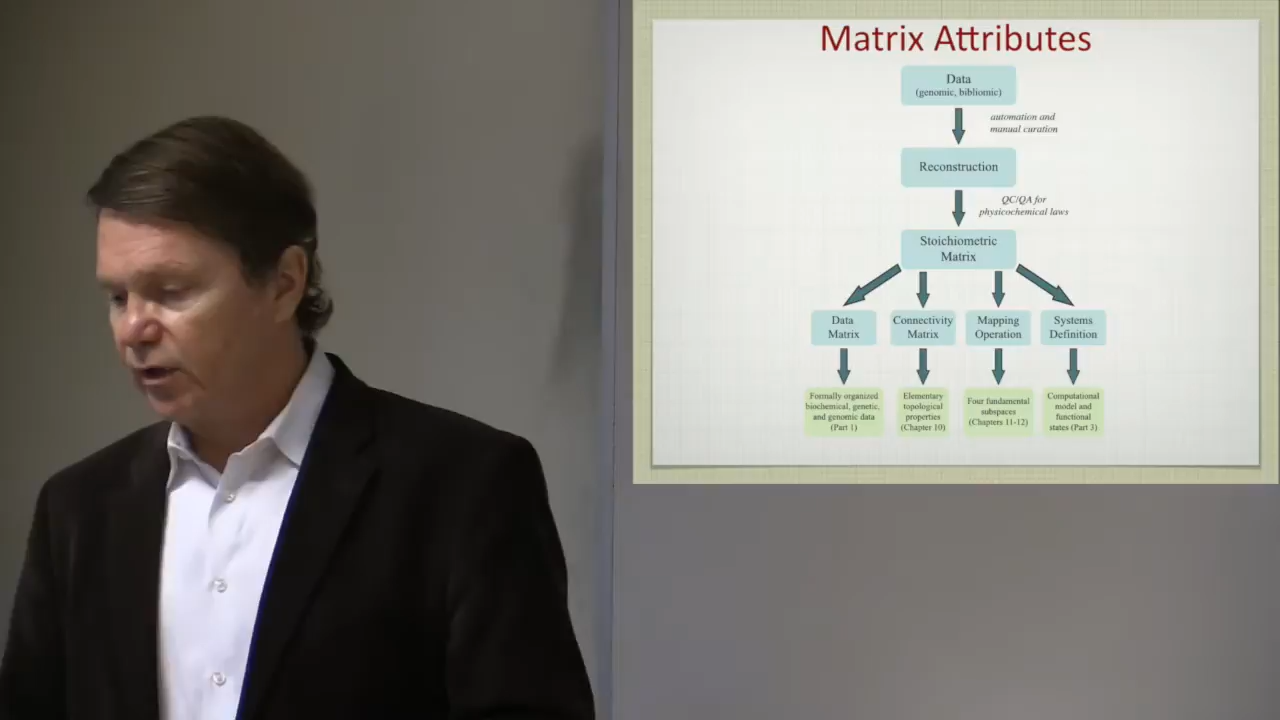 Matrix Attributes
Data
(genomic, bibliomic)
automation and
manual curation
Reconstruction
QC/QA for
physicochemical laws
Stoichiometric
Matrix
Data
Matrix
Connectivity
Matrix
Mapping
Operation
Systems
Definition
Formally organized
biochemical, genetic,
and genomic data
(Part 1)
Elementary
topological
properties
(Chapter 10)
Four fundamental
subspaces
(Chapters 11-12)
Computational
model and
functional
states (Part 3)